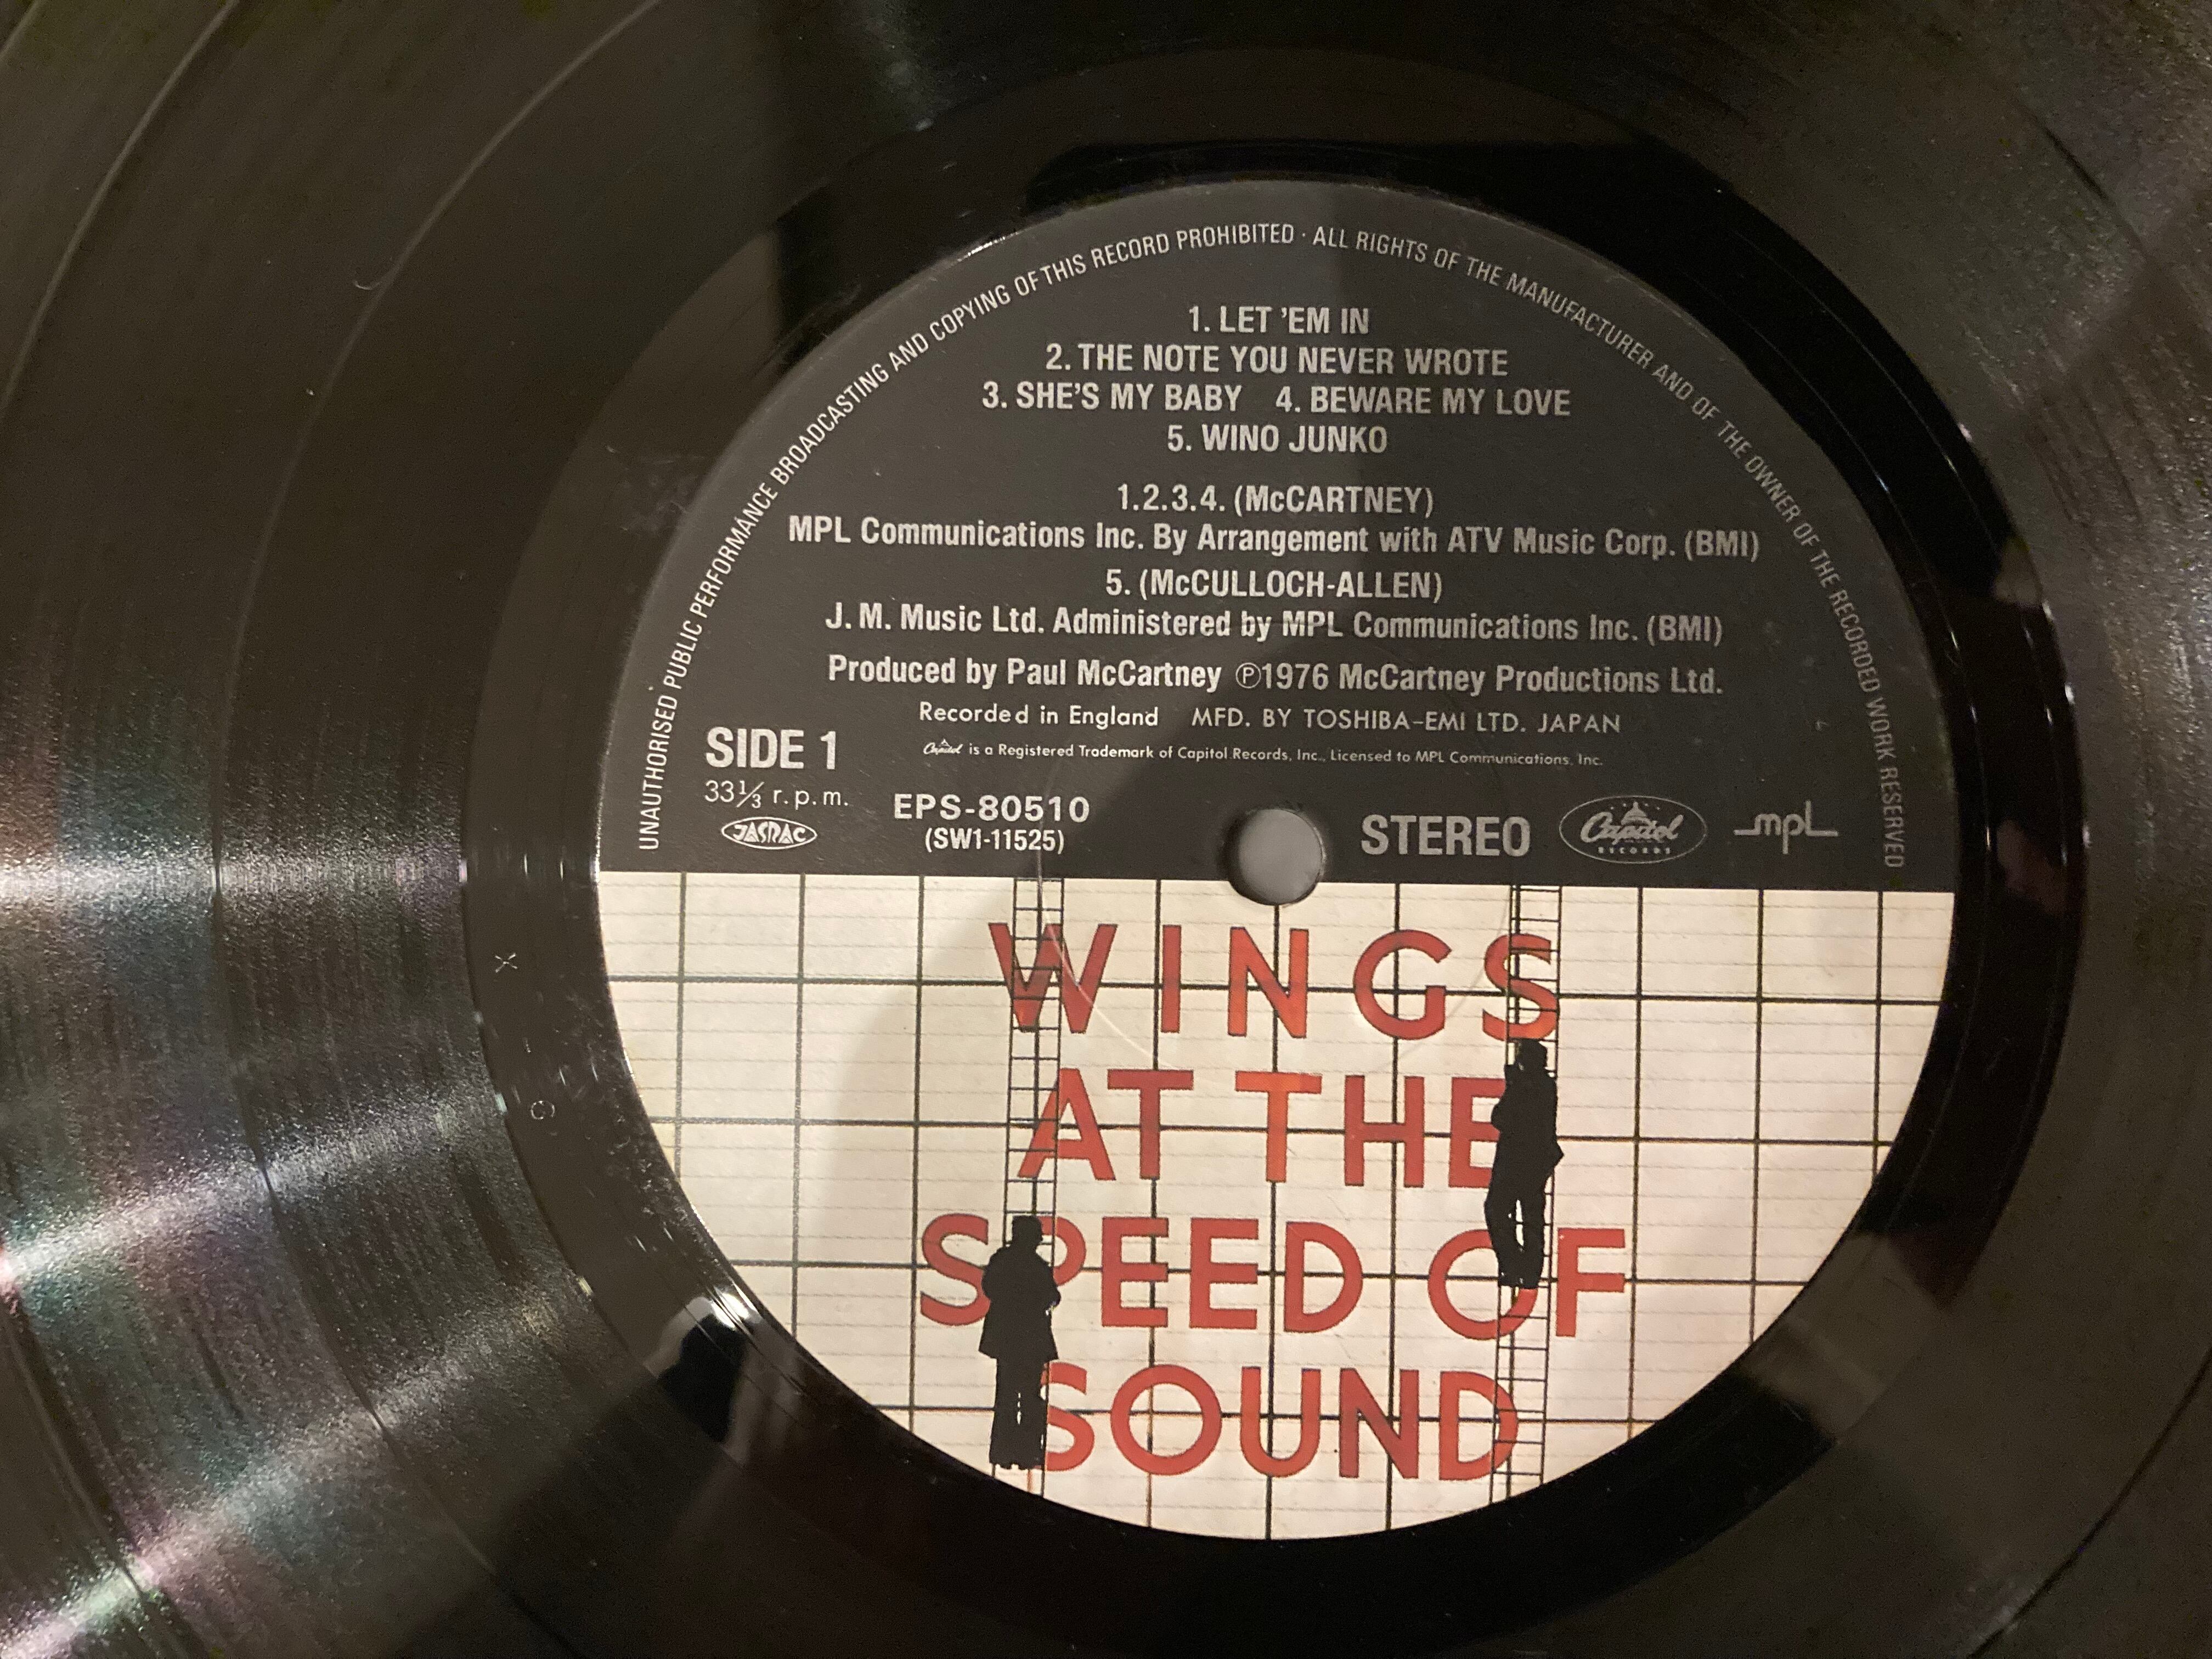 UNAUTHORISED PUBLIC PERFORMANCE BROADCASTING AND COPYING OF THIS RECORD PROHIBITED · ALL RIGHTS OF THE MANUFACTURER AND OF THE OWNER OF THE RECORDED WORK RESERVED
1. LET 'EM IN
2. THE NOTE YOU NEVER WROTE
3. SHE'S MY BABY 4. BEWARE MY LOVE
5. WINO JUNKO
1.2.3.4. (McCARTNEY)
MPL Communications Inc. By Arrangement with ATV Music Corp. (BMI)
5. (McCULLOCH-ALLEN)
J. M. Music Ltd. Administered by MPL Communications Inc. (BMI)
Produced by Paul McCartney ℗1976 McCartney Productions Ltd.
Recorded in England MFD. BY TOSHIBA-EMI LTD. JAPAN
Capitol is a Registered Trademark of Capitol Records, Inc., Licensed to MPL Communications, Inc.
SIDE 1
33⅓ r.p.m.
JASRAC
EPS-80510
(SW1-11525)
STEREO
Capitol
RECORDS
mpl
WINGS
AT THE
SPEED OF
SOUND